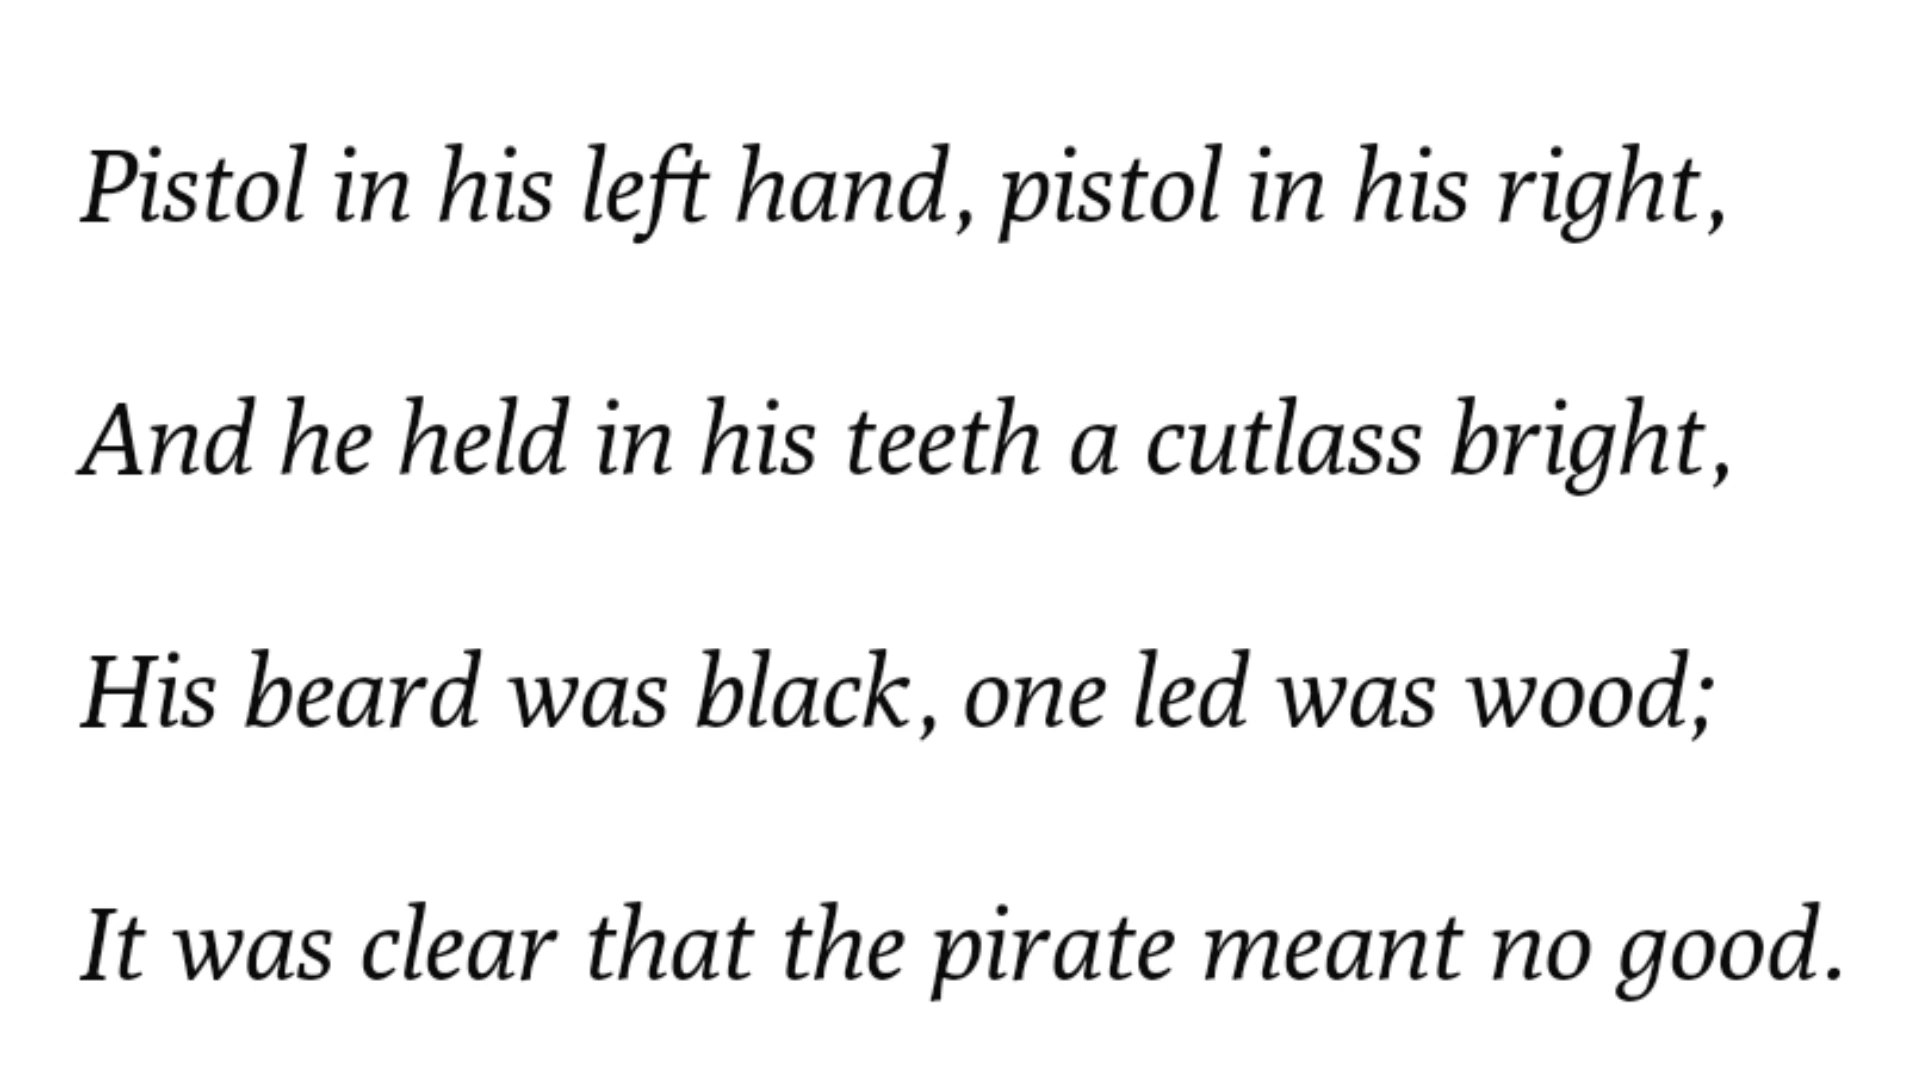 Pistol in his left hand, pistol in his right,
And he held in his teeth a cutlass bright,
His beard was black, one led was wood;
It was clear that the pirate meant no good.